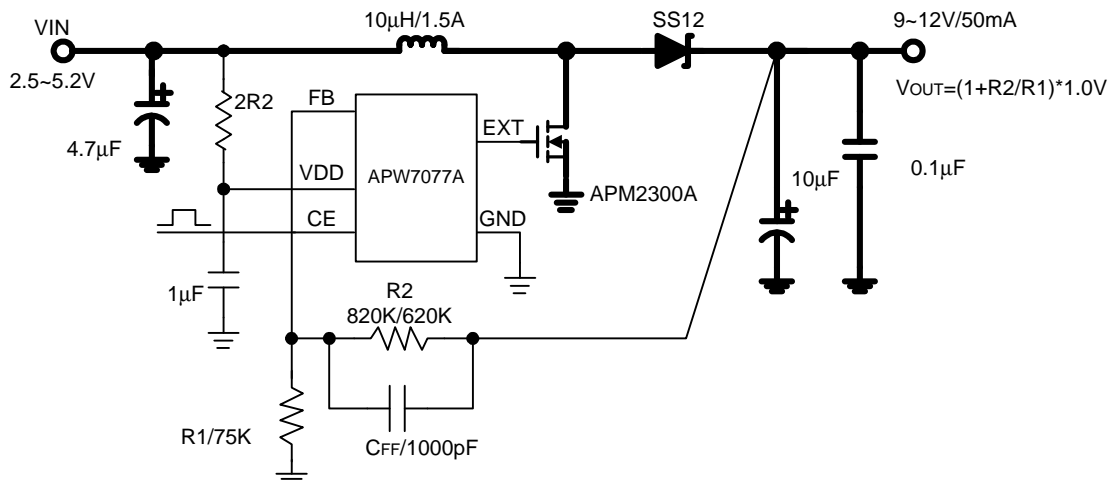 VIN
10µH/1.5A
SS12
9~12V/50mA
2.5~5.2V
VOUT=(1+R2/R1)*1.0V
2R2
FB
EXT
4.7µF
VDD
APW7077A
10µF
0.1µF
APM2300A
CE
GND
1µF
R2
820K/620K
R1/75K
CFF/1000pF